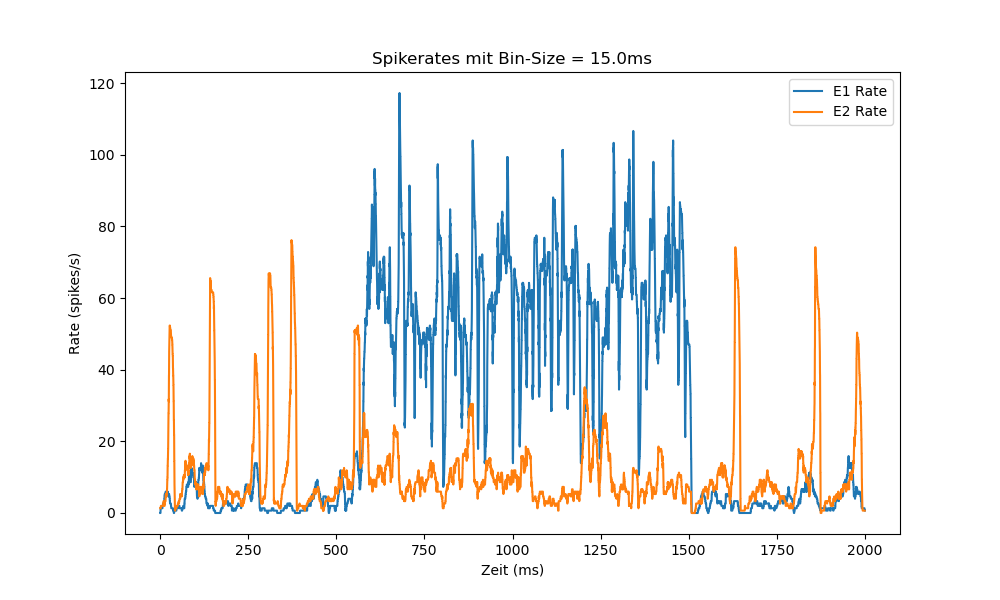 Spikerates mit Bin-Size = 15.0ms
E1 Rate
E2 Rate
120
100
80
60
40
20
0
Rate (spikes/s)
0 250 500 750 1000 1250 1500 1750 2000
Zeit (ms)